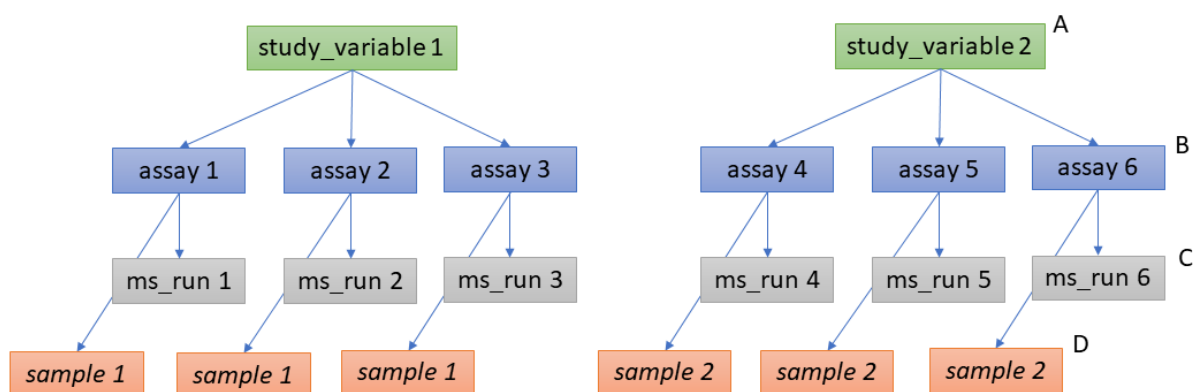 study_variable 1
study_variable 2
A
assay 1
assay 2
assay 3
assay 4
assay 5
assay 6
B
ms_run 1
ms_run 2
ms_run 3
ms_run 4
ms_run 5
ms_run 6
C
sample 1
sample 1
sample 1
sample 2
sample 2
sample 2
D